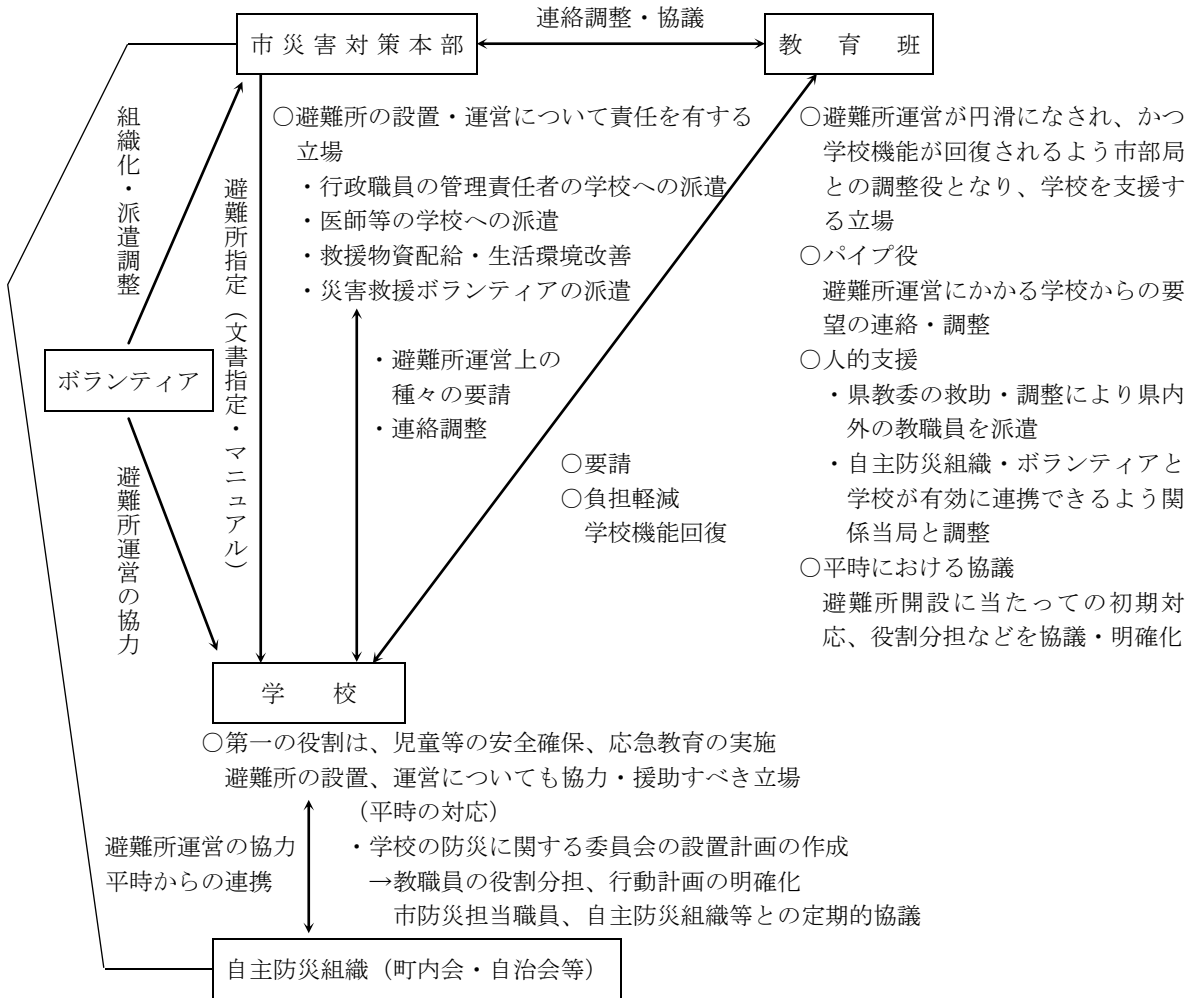 連絡調整・協議
市災害対策本部
教育班
組織化・派遣調整
避難所指定（文書指定・マニュアル）
○避難所の設置・運営について責任を有する
立場
・行政職員の管理責任者の学校への派遣
・医師等の学校への派遣
・救援物資配給・生活環境改善
・災害救援ボランティアの派遣
○避難所運営が円滑になされ、かつ
学校機能が回復されるよう市部局
との調整役となり、学校を支援す
る立場
○パイプ役
避難所運営にかかる学校からの要
望の連絡・調整
○人的支援
・県教委の救助・調整により県内
外の教職員を派遣
・自主防災組織・ボランティアと
学校が有効に連携できるよう関
係当局と調整
○平時における協議
避難所開設に当たっての初期対
応、役割分担などを協議・明確化
ボランティア
・避難所運営上の
種々の要請
・連絡調整
○要請
○負担軽減
学校機能回復
避難所運営の協力
学校
○第一の役割は、児童等の安全確保、応急教育の実施
避難所の設置、運営についても協力・援助すべき立場
（平時の対応）
・学校の防災に関する委員会の設置計画の作成
→教職員の役割分担、行動計画の明確化
市防災担当職員、自主防災組織等との定期的協議
避難所運営の協力
平時からの連携
自主防災組織（町内会・自治会等）